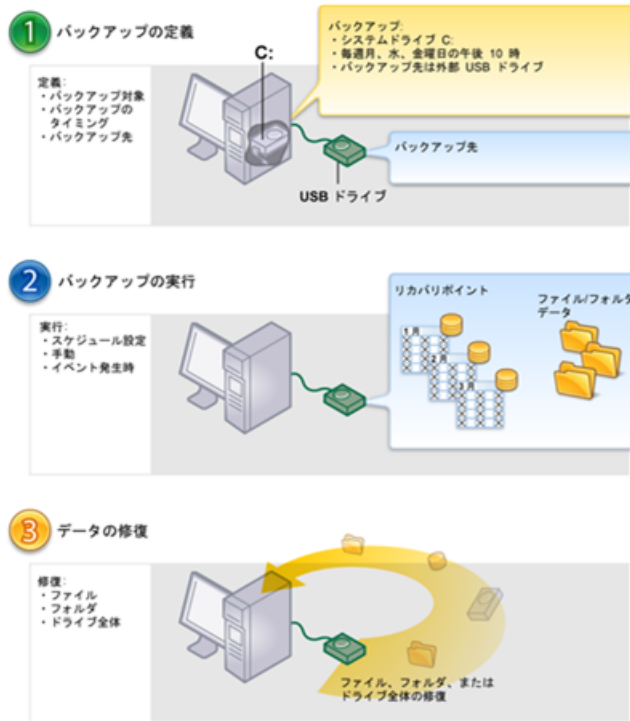 1 バックアップの定義
バックアップ:
・システムドライブ C:
・毎週月、水、金曜日の午後 10 時
・バックアップ先は外部 USB ドライブ
C:
定義:
・バックアップ対象
・バックアップの
タイミング
・バックアップ先
バックアップ先
USB ドライブ
2 バックアップの実行
リカバリポイント
ファイル/フォルダ
データ
実行:
・スケジュール設定
・手動
・イベント発生時
1 月
2 月
3 月
3 データの修復
修復:
・ファイル
・フォルダ
・ドライブ全体
ファイル、フォルダ、または
ドライブ全体の修復